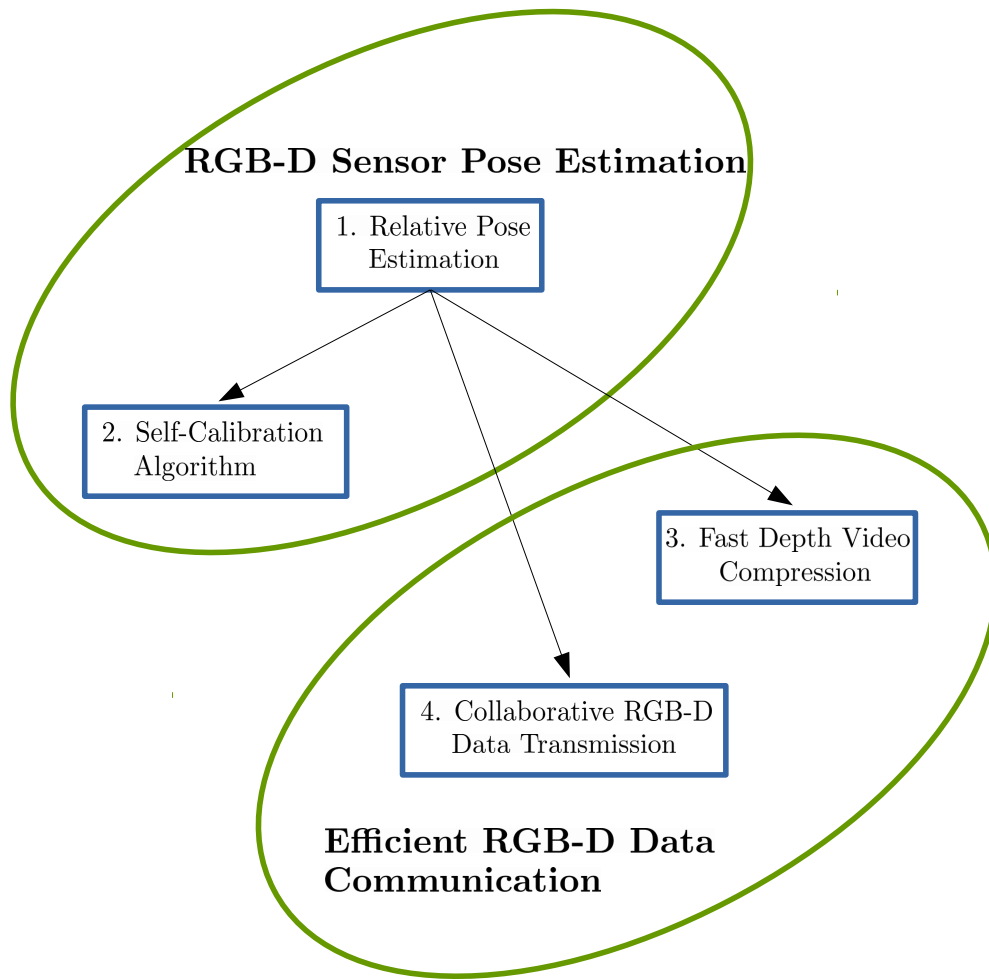 RGB-D Sensor Pose Estimation
1. Relative Pose
Estimation
2. Self-Calibration
Algorithm
3. Fast Depth Video
Compression
4. Collaborative RGB-D
Data Transmission
Efficient RGB-D Data
Communication